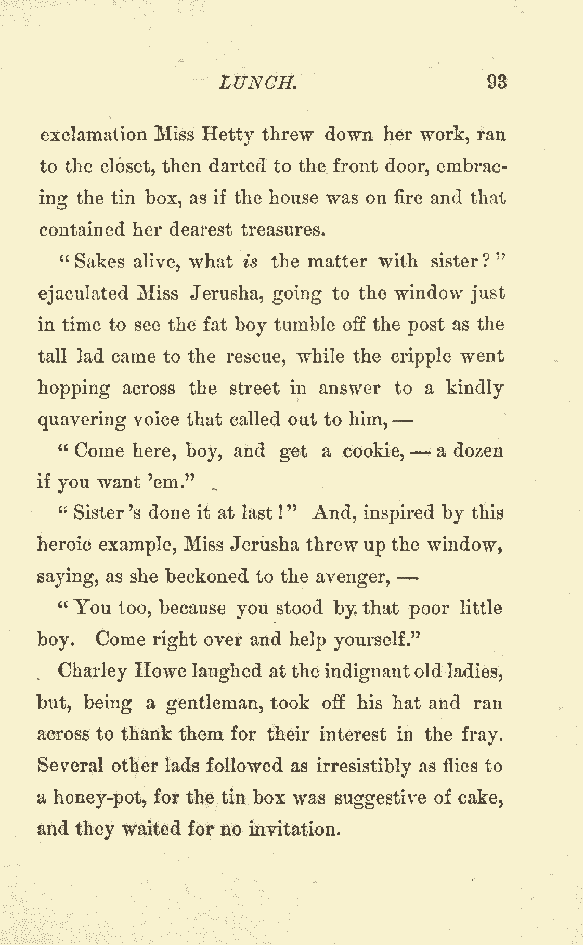 LUNCH. 93
exclamation Miss Hetty threw down her work, ran
to the closet, then darted to the front door, embrac-
ing the tin box, as if the house was on fire and that
contained her dearest treasures.
“Sakes alive, what is the matter with sister?”
ejaculated Miss Jerusha, going to the window just
in time to see the fat boy tumble off the post as the
tall lad came to the rescue, while the cripple went
hopping across the street in answer to a kindly
quavering voice that called out to him,—
“Come here, boy, and get a cookie,—a dozen
if you want ’em.”
“Sister’s done it at last!” And, inspired by this
heroic example, Miss Jerusha threw up the window,
saying, as she beckoned to the avenger,—
“You too, because you stood by that poor little
boy. Come right over and help yourself.”
Charley Howe laughed at the indignant old ladies,
but, being a gentleman, took off his hat and ran
across to thank them for their interest in the fray.
Several other lads followed as irresistibly as flies to
a honey-pot, for the tin box was suggestive of cake,
and they waited for no invitation.